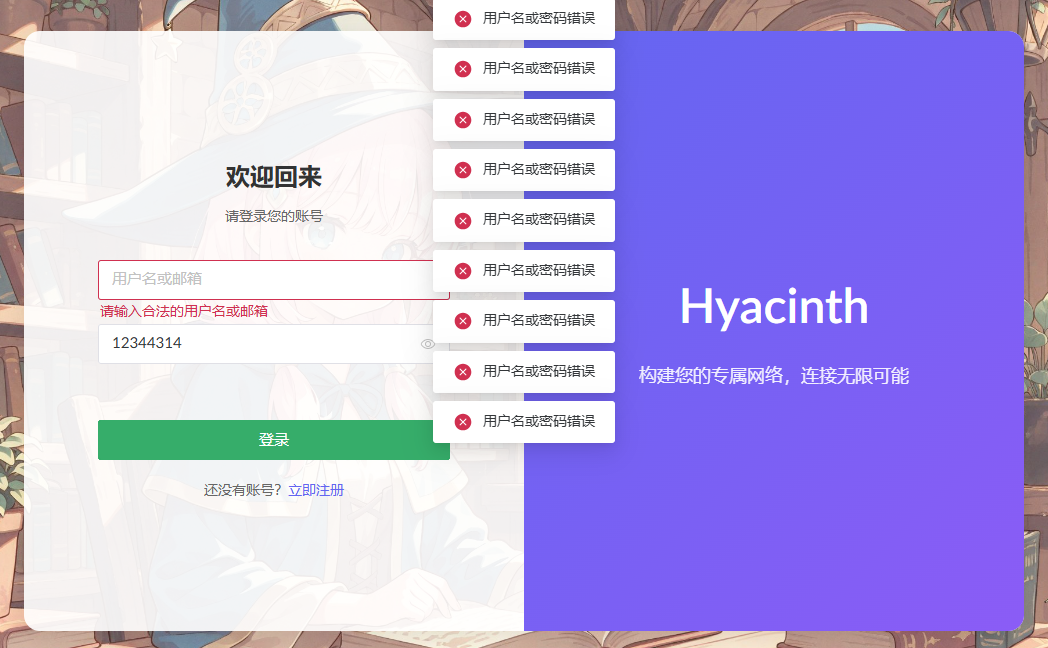 用户名或密码错误
用户名或密码错误
用户名或密码错误
用户名或密码错误
用户名或密码错误
用户名或密码错误
用户名或密码错误
用户名或密码错误
用户名或密码错误
欢迎回来
请登录您的账号
用户名或邮箱
请输入合法的用户名或邮箱
12344314
登录
还没有账号？立即注册
Hyacinth
构建您的专属网络，连接无限可能